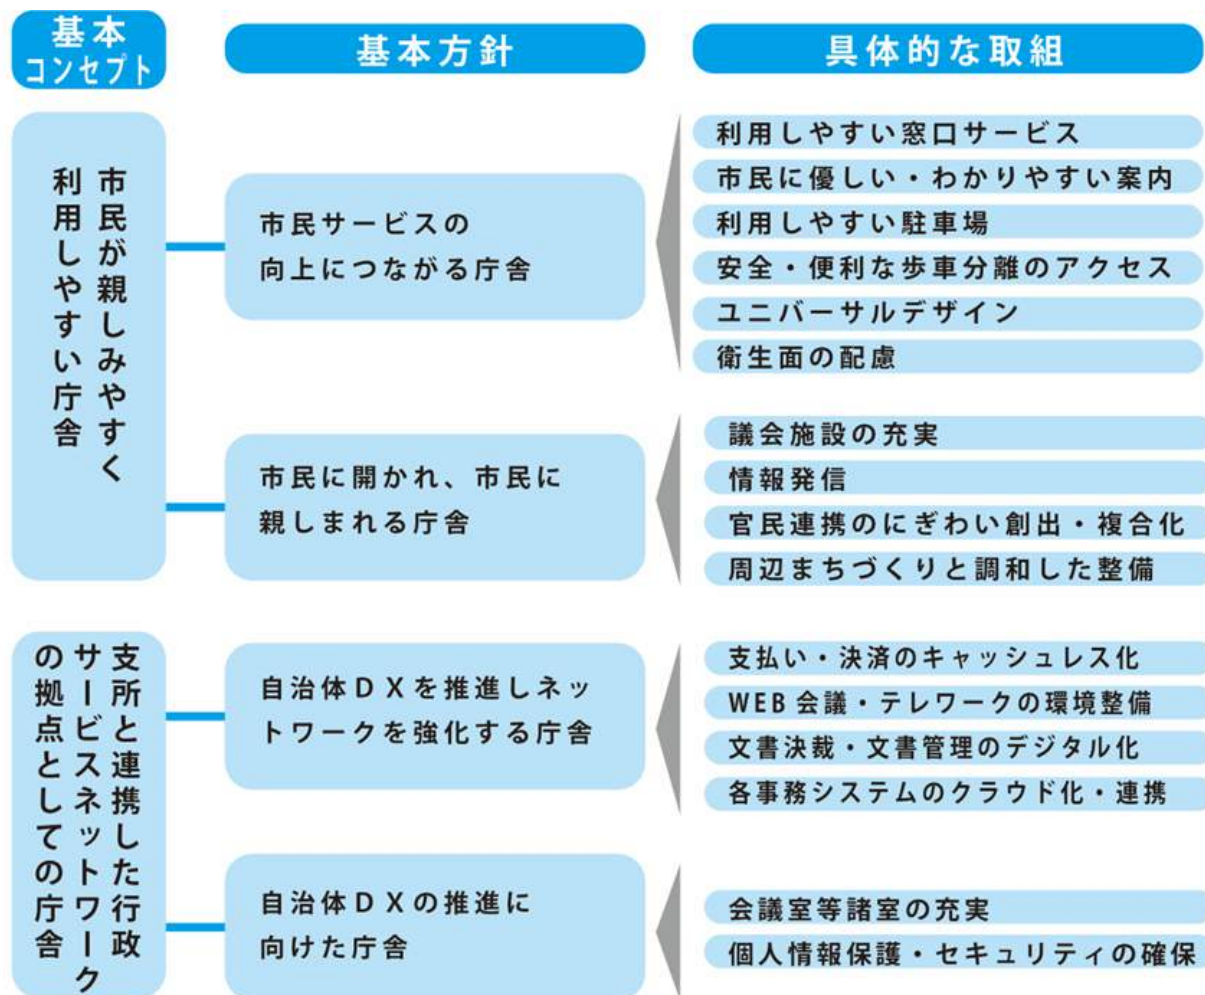 基本
コンセプト
基本方針
具体的な取組
市民が親しみやすく
利用しやすい庁舎
市民サービスの
向上につながる庁舎
利用しやすい窓口サービス
市民に優しい・わかりやすい案内
利用しやすい駐車場
安全・便利な歩車分離のアクセス
ユニバーサルデザイン
衛生面の配慮
市民に開かれ、市民に
親しまれる庁舎
議会施設の充実
情報発信
官民連携のにぎわい創出・複合化
周辺まちづくりと調和した整備
支所と連携した行政
サービスネットワーク
の拠点としての庁舎
自治体DXを推進しネッ
トワークを強化する庁舎
支払い・決済のキャッシュレス化
WEB会議・テレワークの環境整備
文書決裁・文書管理のデジタル化
各事務システムのクラウド化・連携
自治体DXの推進に
向けた庁舎
会議室等諸室の充実
個人情報保護・セキュリティの確保